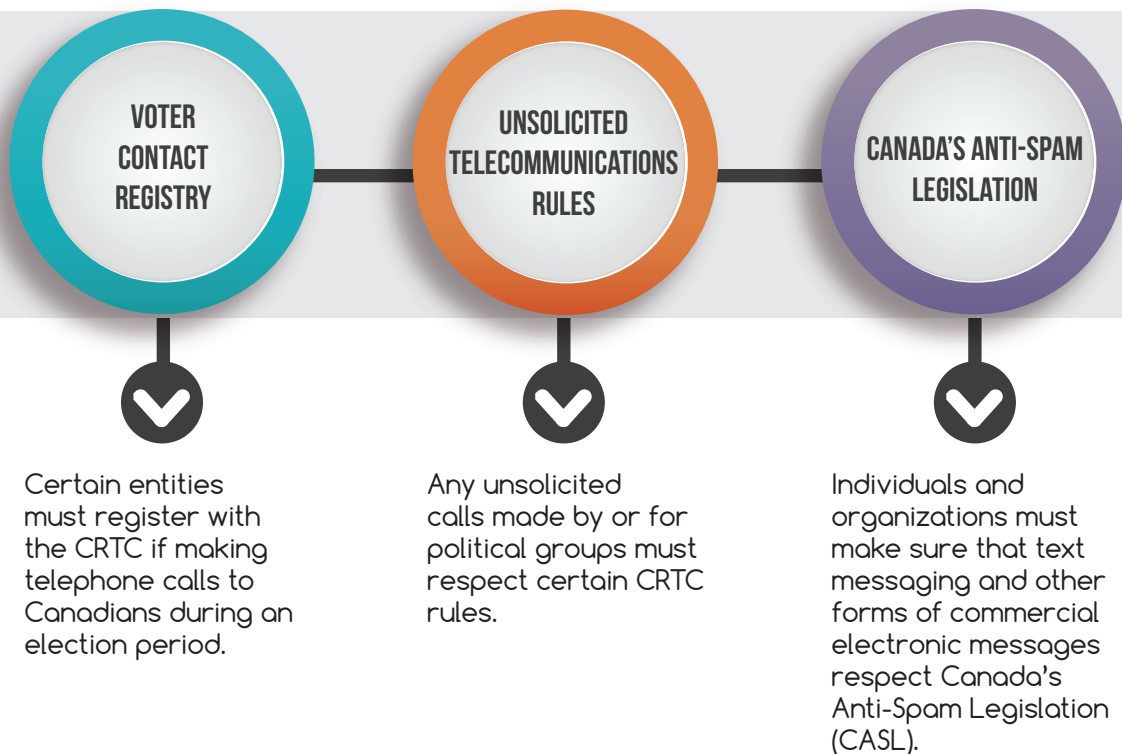 VOTER
CONTACT
REGISTRY
UNSOLICITED
TELECOMMUNICATIONS
RULES
CANADA'S ANTI-SPAM
LEGISLATION
Certain entities
must register with
the CRTC if making
telephone calls to
Canadians during an
election period.
Any unsolicited
calls made by or for
political groups must
respect certain CRTC
rules.
Individuals and
organizations must
make sure that text
messaging and other
forms of commercial
electronic messages
respect Canada's
Anti-Spam Legislation
(CASL).